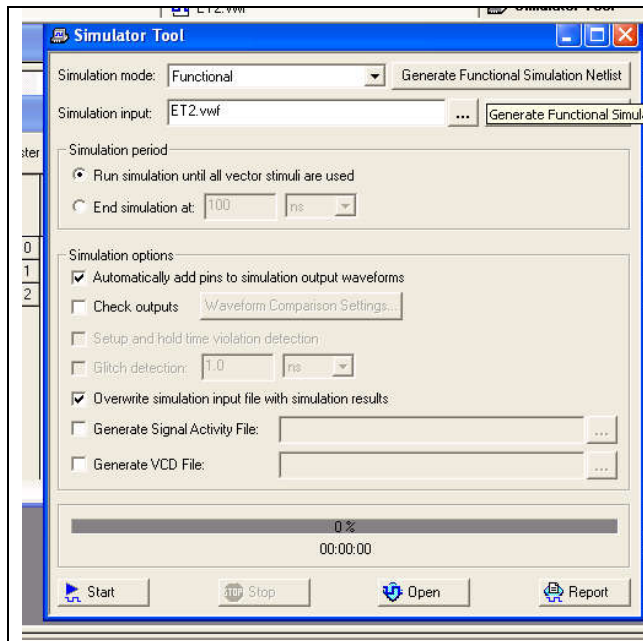 ET2.vwf
Simulator Tool
Simulation mode: Functional Generate Functional Simulation Netlist
Simulation input: ET2.vwf ... Generate Functional Simul
ster
Simulation period
Run simulation until all vector stimuli are used
End simulation at: 100 ns
0
Simulation options
1
Automatically add pins to simulation output waveforms
2
Check outputs Waveform Comparison Settings...
Setup and hold time violation detection
Glitch detection: 1.0 ns
Overwrite simulation input file with simulation results
Generate Signal Activity File: ...
Generate VCD File: ...
0 %
00:00:00
Start STOP Stop Open Report